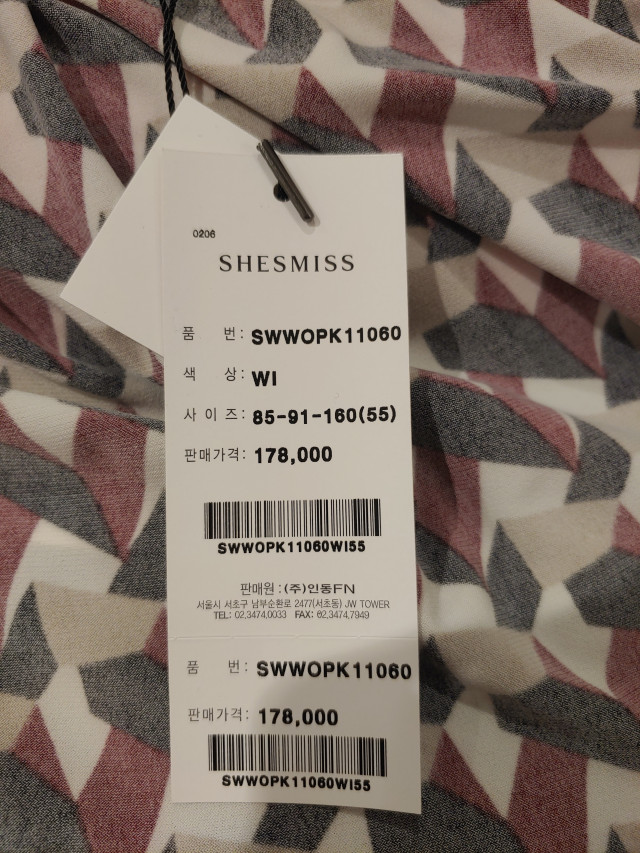 0206
SHESMISS
품 번: SWWOPK11060
색 상: WI
사 이 즈: 85-91-160(55)
판매가격: 178,000
SWWOPK11060WI55
판매원 : (주)인동FN
서울시 서초구 남부순환로 2477(서초동) JW TOWER
TEL: 02.3474.0033 FAX: 02.3474.7949
품 번: SWWOPK11060
판매가격: 178,000
SWWOPK11060WI55